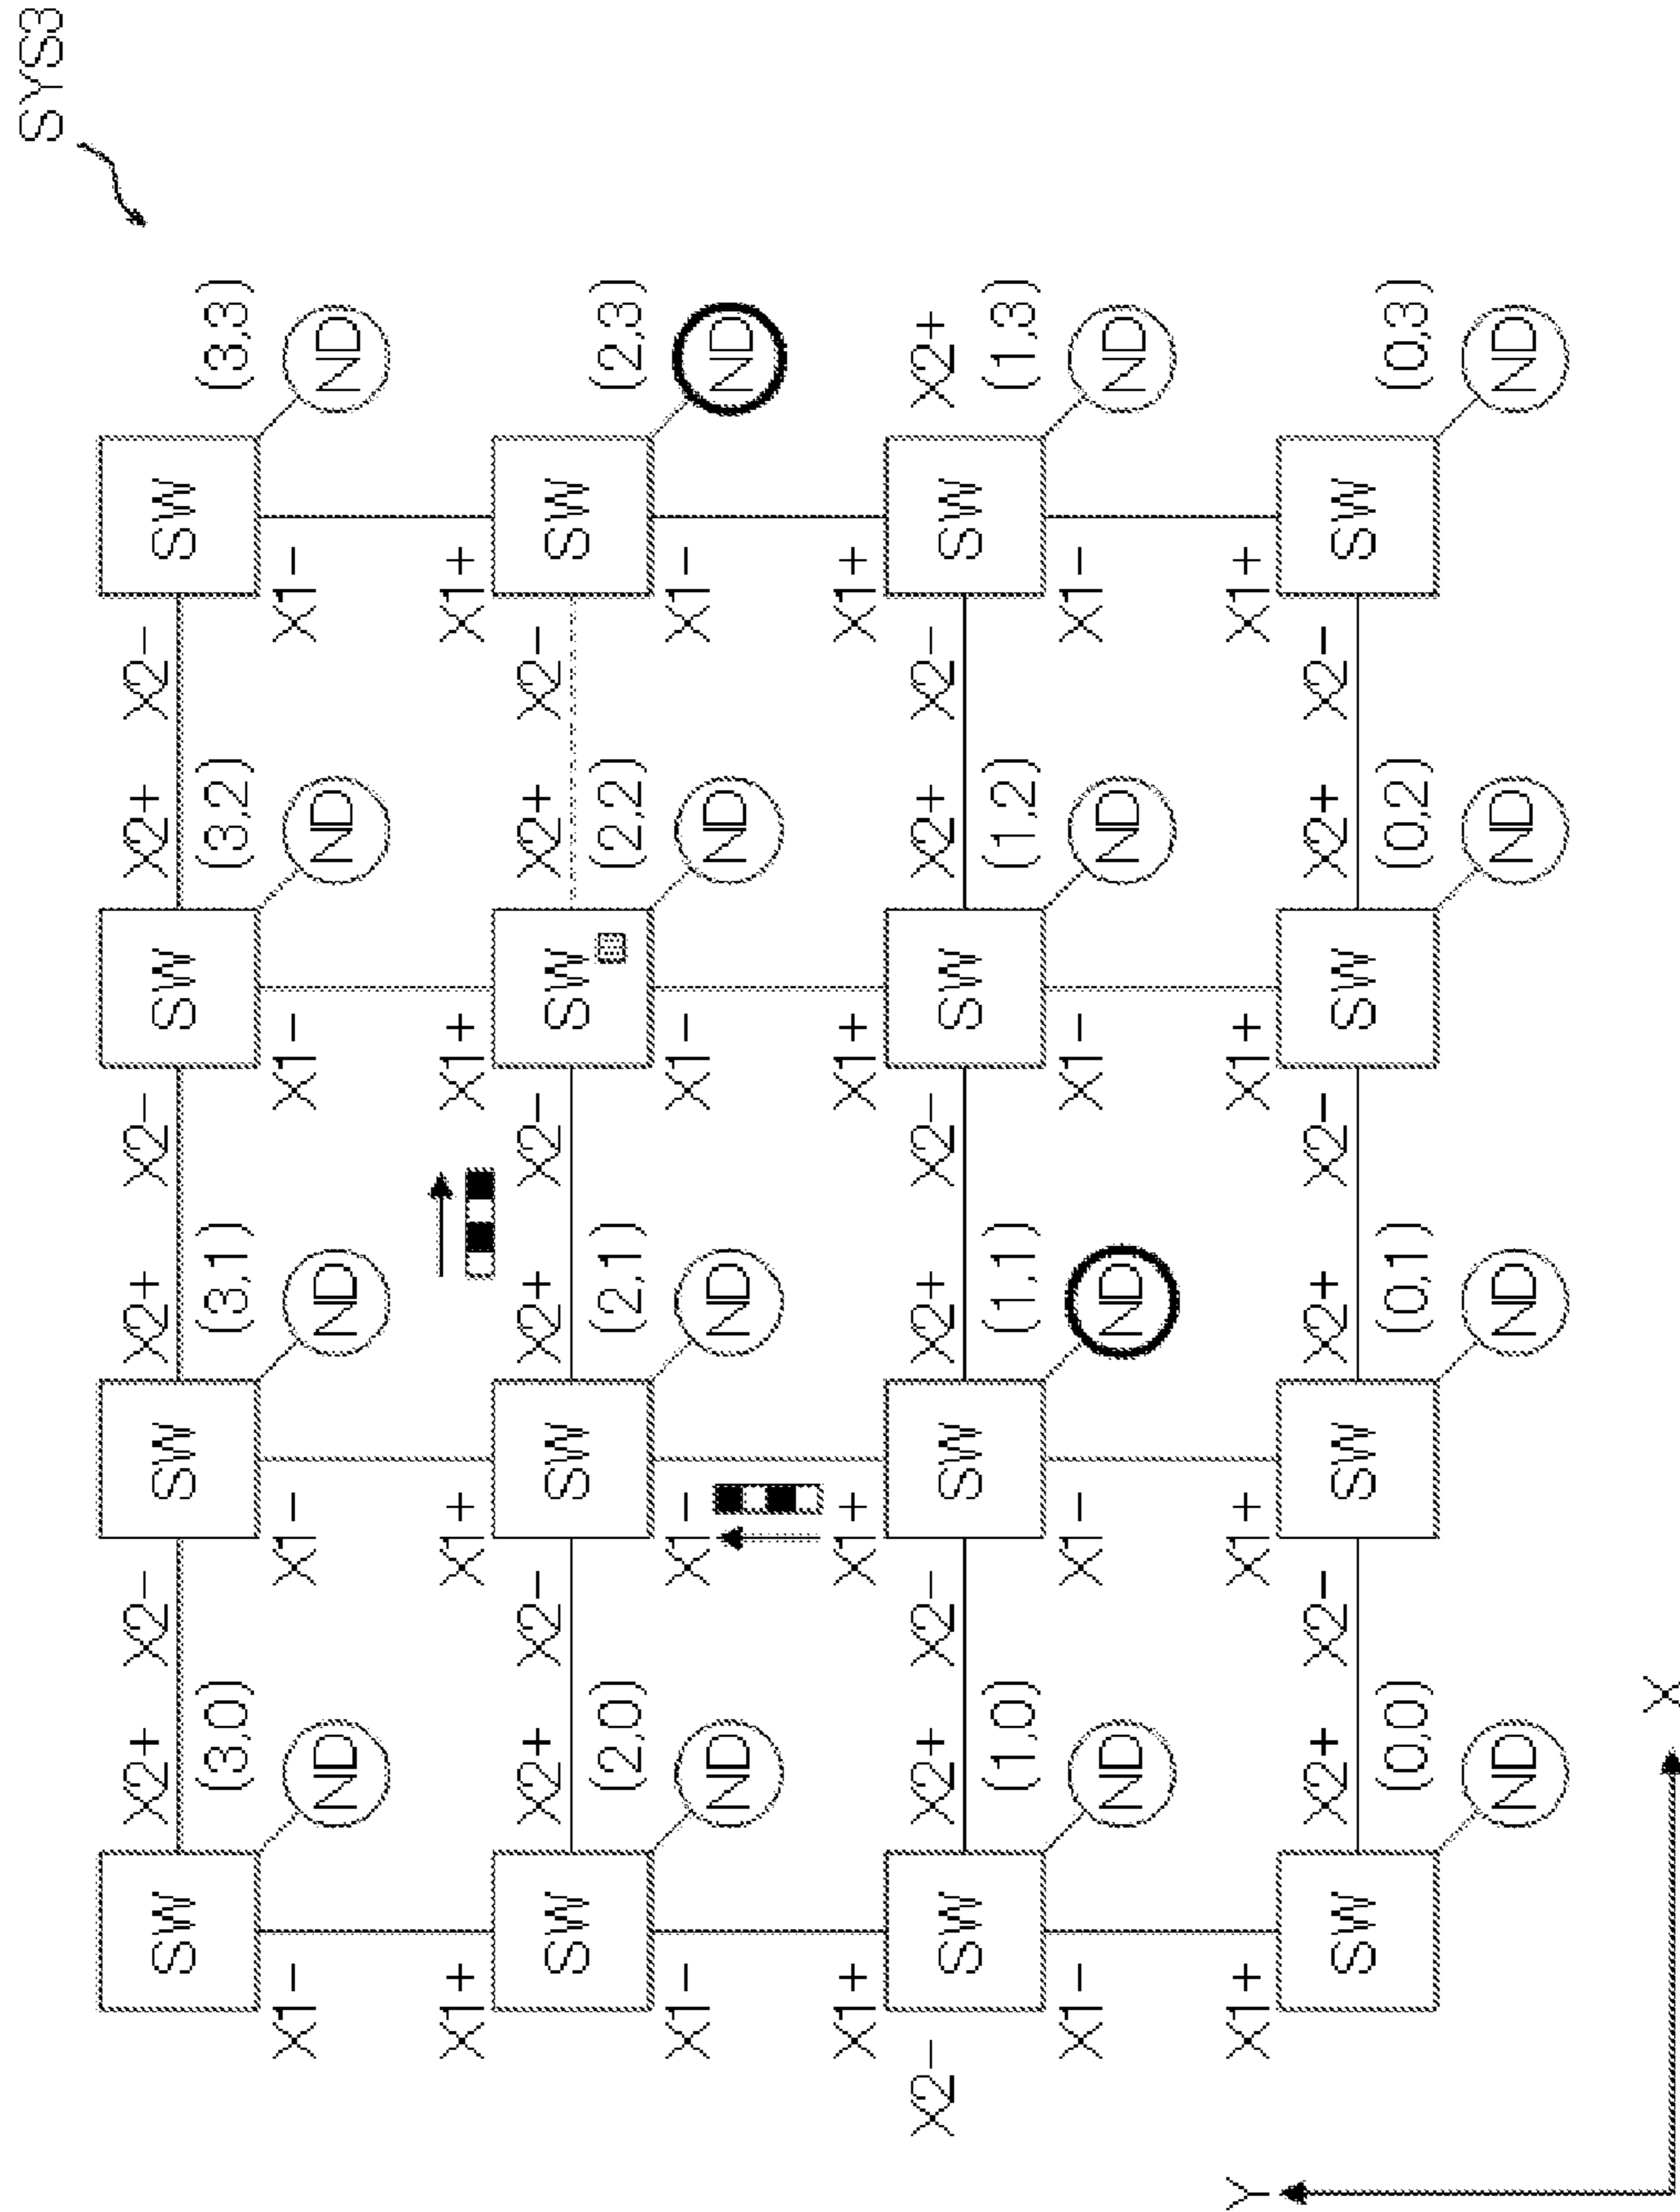 SYS3
X2+ X2- X2+ X2- X2+ X2-
SW SW SW SW
(3,0) (3,1) (3,2) (3,3)
X1- X1- X1- X1-
ND ND ND ND
X1+ X1+ X1+ X1+
X2+ X2- X2+ X2- X2+ X2-
SW SW SW SW
(2,0) (2,1) (2,2) (2,3)
X1- X1- X1- X1-
ND ND ND ND
X1+ X1+ X1+ X1+
X2- X2+ X2- X2+ X2- X2+ X2- X2+
SW SW SW SW
(1,0) (1,1) (1,2) (1,3)
X1- X1- X1- X1-
ND ND ND ND
Y X1+ X1+ X1+ X1+
X2+ X2- X2+ X2- X2+ X2-
SW SW SW SW
(0,0) (0,1) (0,2) (0,3)
ND ND ND ND
X